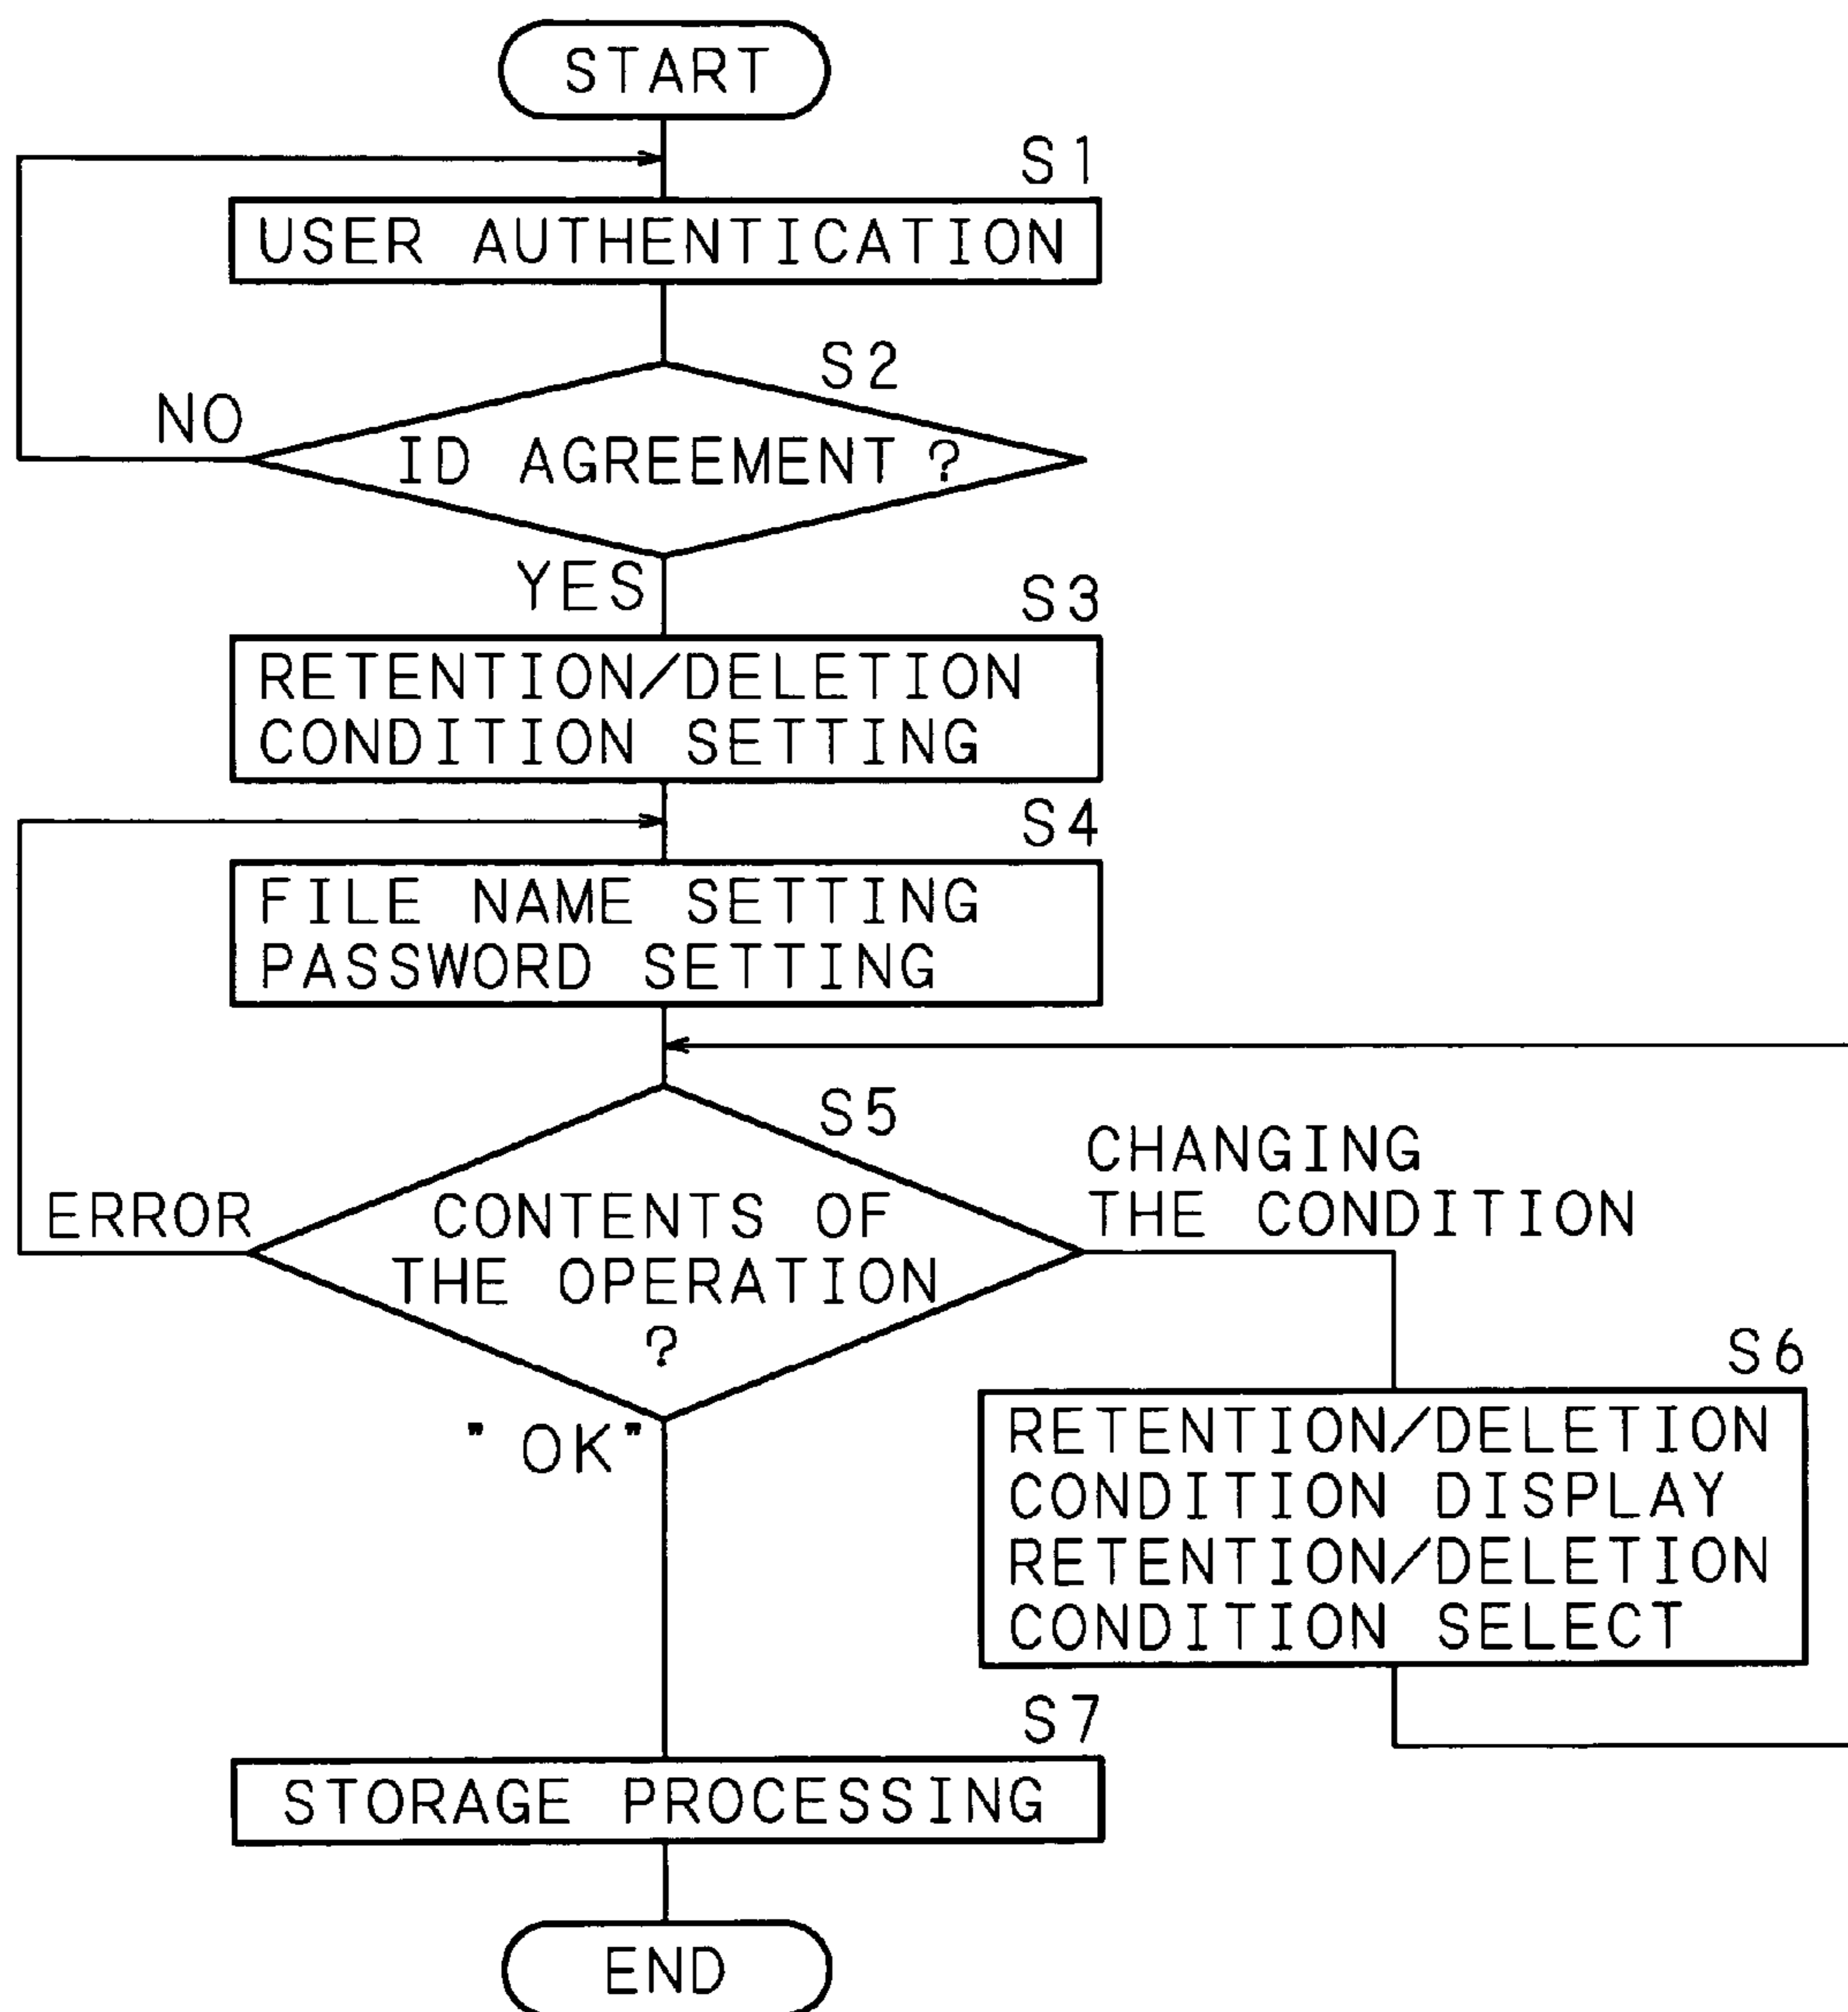 START
S1
USER AUTHENTICATION
S2
NO
ID AGREEMENT ?
YES
S3
RETENTION/DELETION
CONDITION SETTING
S4
FILE NAME SETTING
PASSWORD SETTING
S5
CHANGING
THE CONDITION
ERROR
CONTENTS OF
THE OPERATION
?
S6
"OK"
RETENTION/DELETION
CONDITION DISPLAY
RETENTION/DELETION
CONDITION SELECT
S7
STORAGE PROCESSING
END